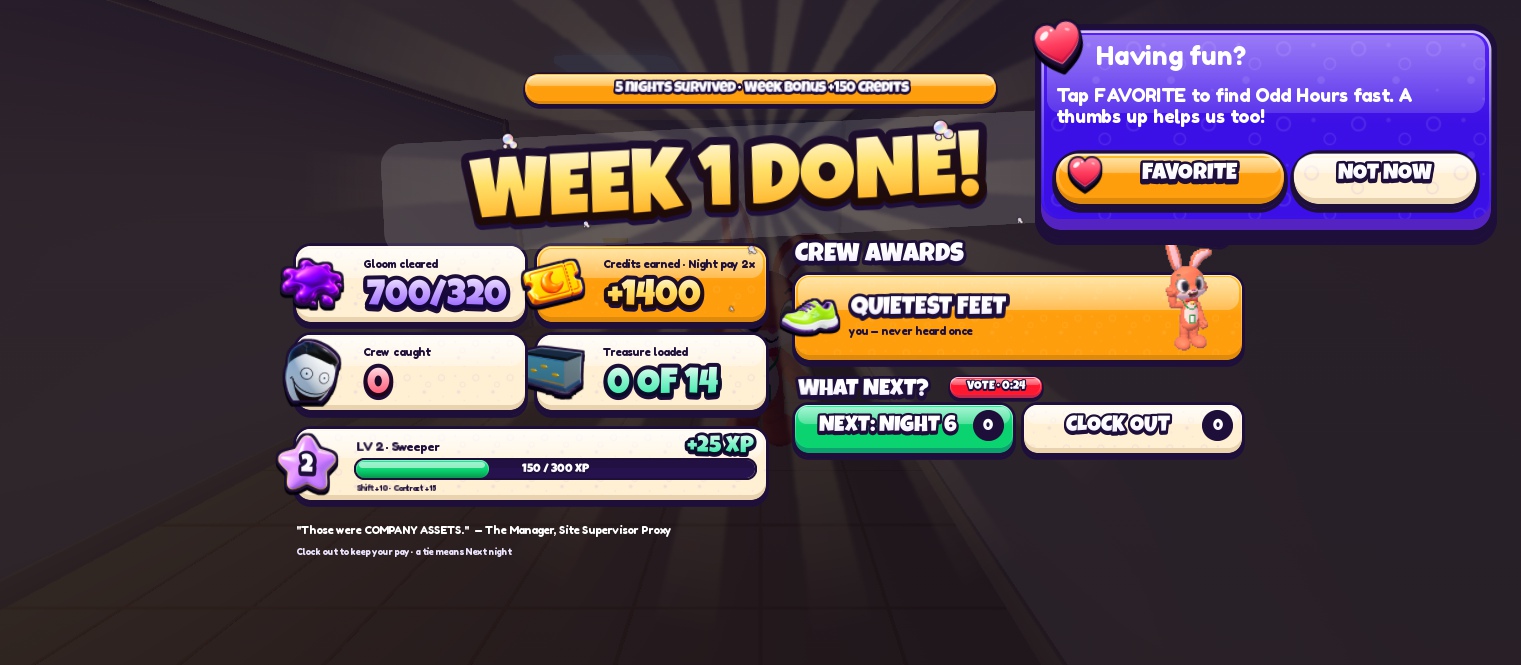 Having fun?
Tap FAVORITE to find Odd Hours fast. A
thumbs up helps us too!
FAVORITE
NOT NOW
5 NIGHTS SURVIVED · WEEK BONUS +150 CREDITS
WEEK 1 DONE!
Gloom cleared
700/320
Credits earned · Night pay 2x
+1400
Crew caught
0
Treasure loaded
0 OF 14
2
LV 2 · Sweeper
+25 XP
150 / 300 XP
Shift +10 · Contract +15
"Those were COMPANY ASSETS." — The Manager, Site Supervisor Proxy
Clock out to keep your pay · a tie means Next night
CREW AWARDS
QUIETEST FEET
you — never heard once
WHAT NEXT?
VOTE · 0:24
NEXT: NIGHT 6
0
CLOCK OUT
0